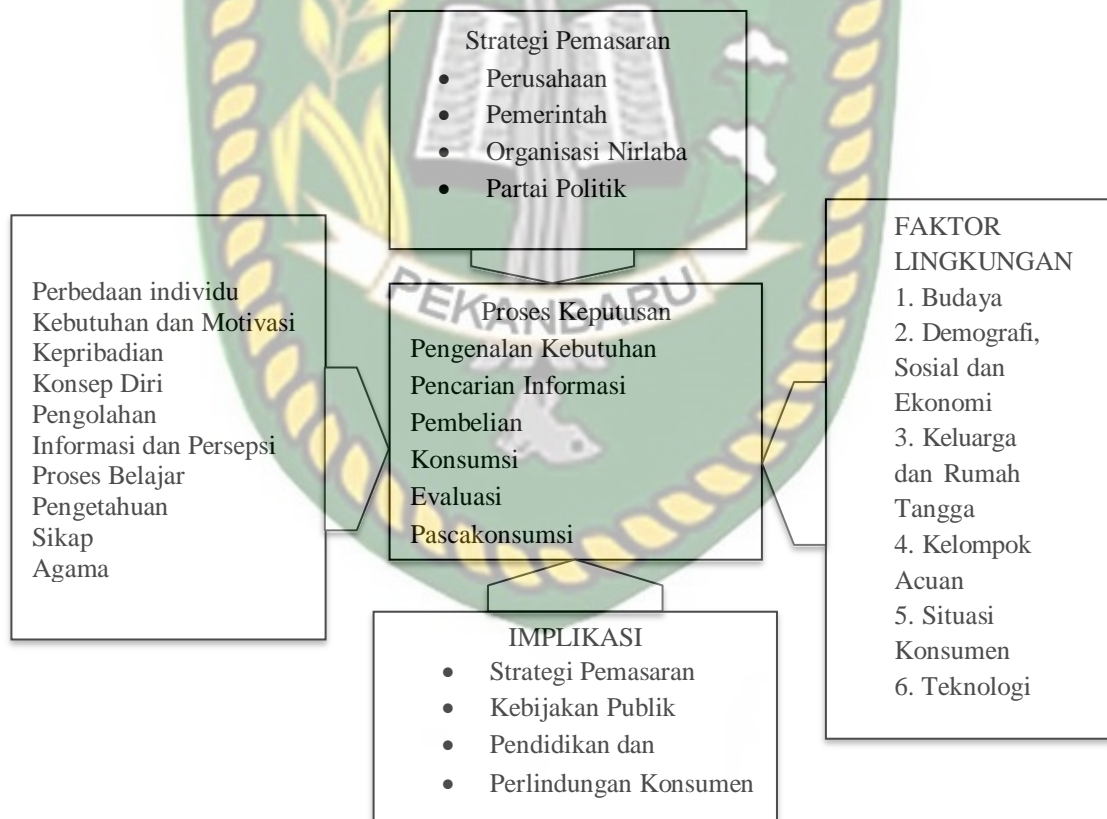 Strategi Pemasaran
• Perusahaan
• Pemerintah
• Organisasi Nirlaba
• Partai Politik
Perbedaan individu
Kebutuhan dan Motivasi
Kepribadian
Konsep Diri
Pengolahan
Informasi dan Persepsi
Proses Belajar
Pengetahuan
Sikap
Agama
PEKANBARU
Proses Keputusan
Pengenalan Kebutuhan
Pencarian Informasi
Pembelian
Konsumsi
Evaluasi
Pascakonsumsi
FAKTOR
LINGKUNGAN
1. Budaya
2. Demografi,
Sosial dan
Ekonomi
3. Keluarga
dan Rumah
Tangga
4. Kelompok
Acuan
5. Situasi
Konsumen
6. Teknologi
IMPLIKASI
• Strategi Pemasaran
• Kebijakan Publik
• Pendidikan dan
• Perlindungan Konsumen